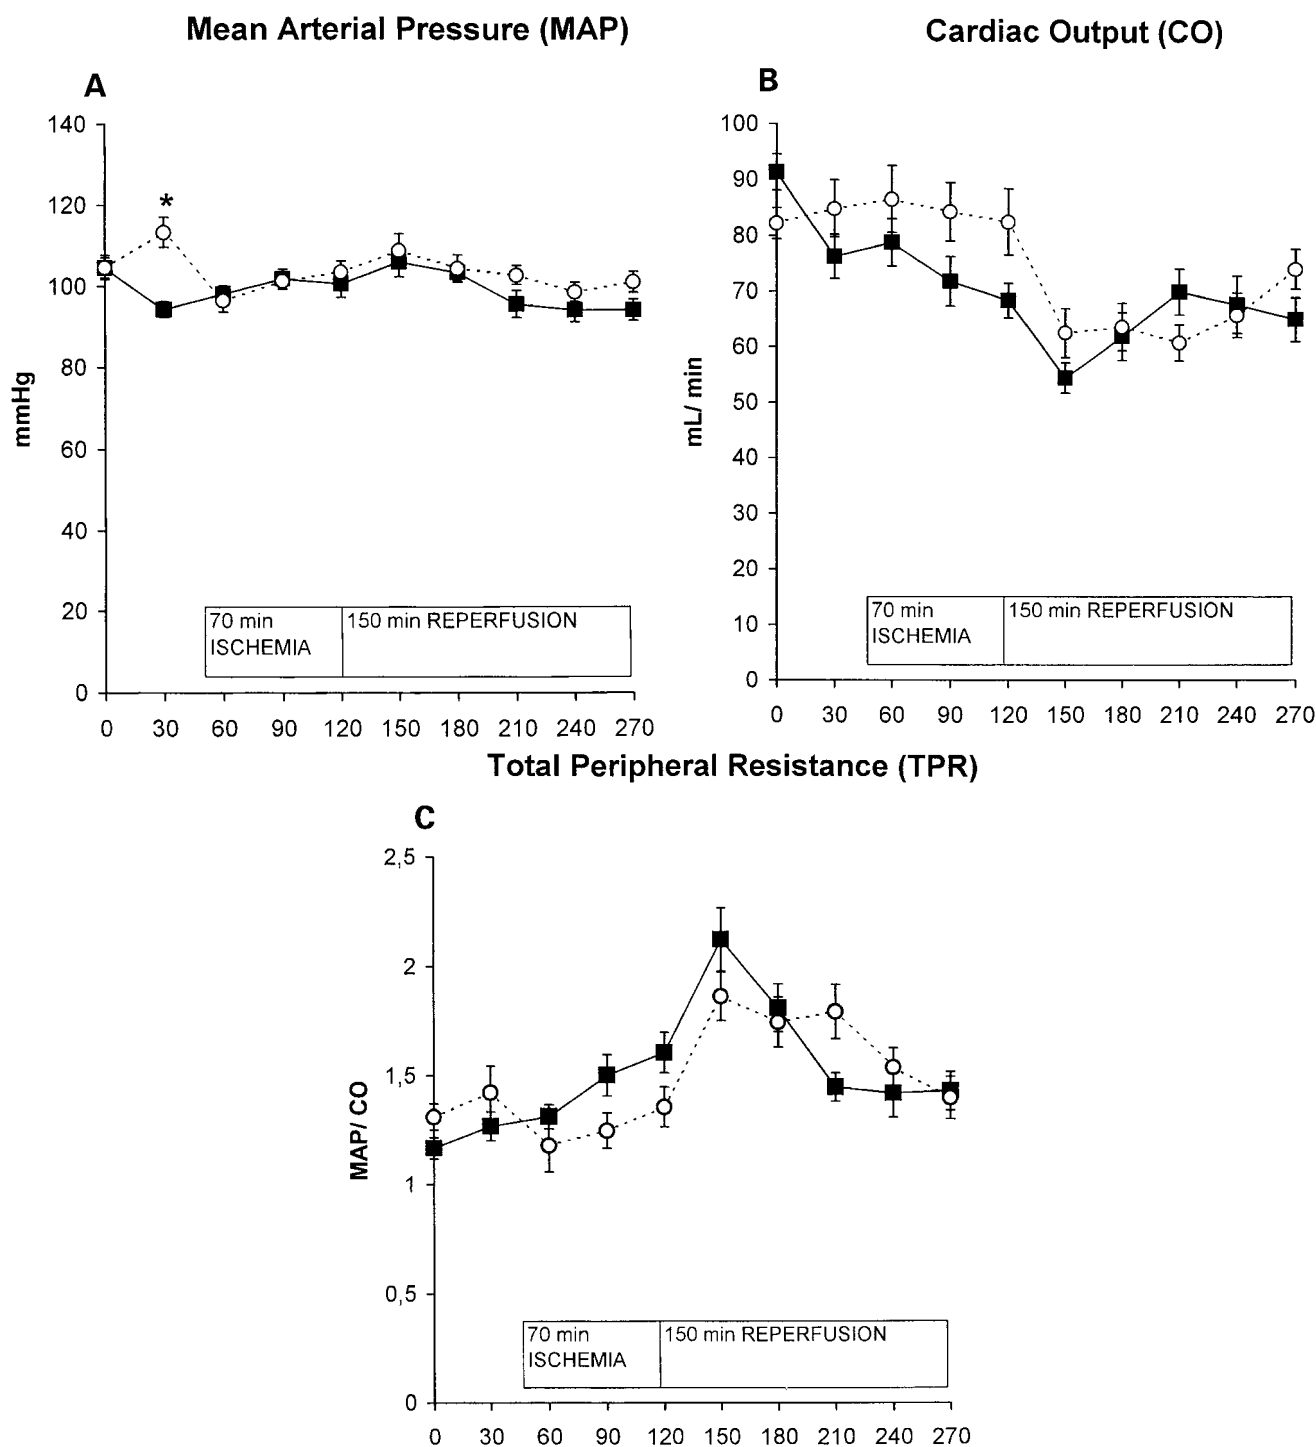 Mean Arterial Pressure (MAP)
Cardiac Output (CO)
A
140
120
100
80
60
40
20
0
mmHg
*
70 min
ISCHEMIA
150 min REPERFUSION
0 30 60 90 120 150 180 210 240 270
B
100
90
80
70
60
50
40
30
20
10
0
mL/ min
70 min
ISCHEMIA
150 min REPERFUSION
0 30 60 90 120 150 180 210 240 270
Total Peripheral Resistance (TPR)
C
2,5
2
1,5
1
0,5
0
MAP/ CO
70 min
ISCHEMIA
150 min REPERFUSION
0 30 60 90 120 150 180 210 240 270